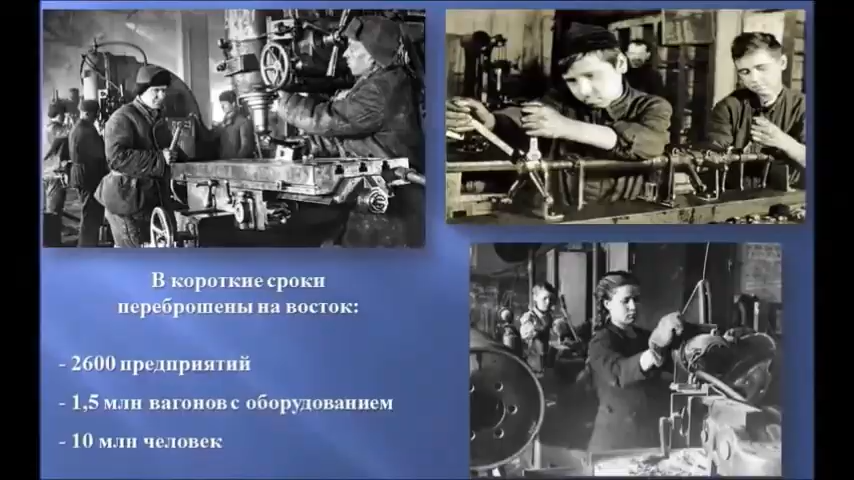 В короткие сроки
переброшены на восток:
- 2600 предприятий
- 1,5 млн вагонов с оборудованием
- 10 млн человек